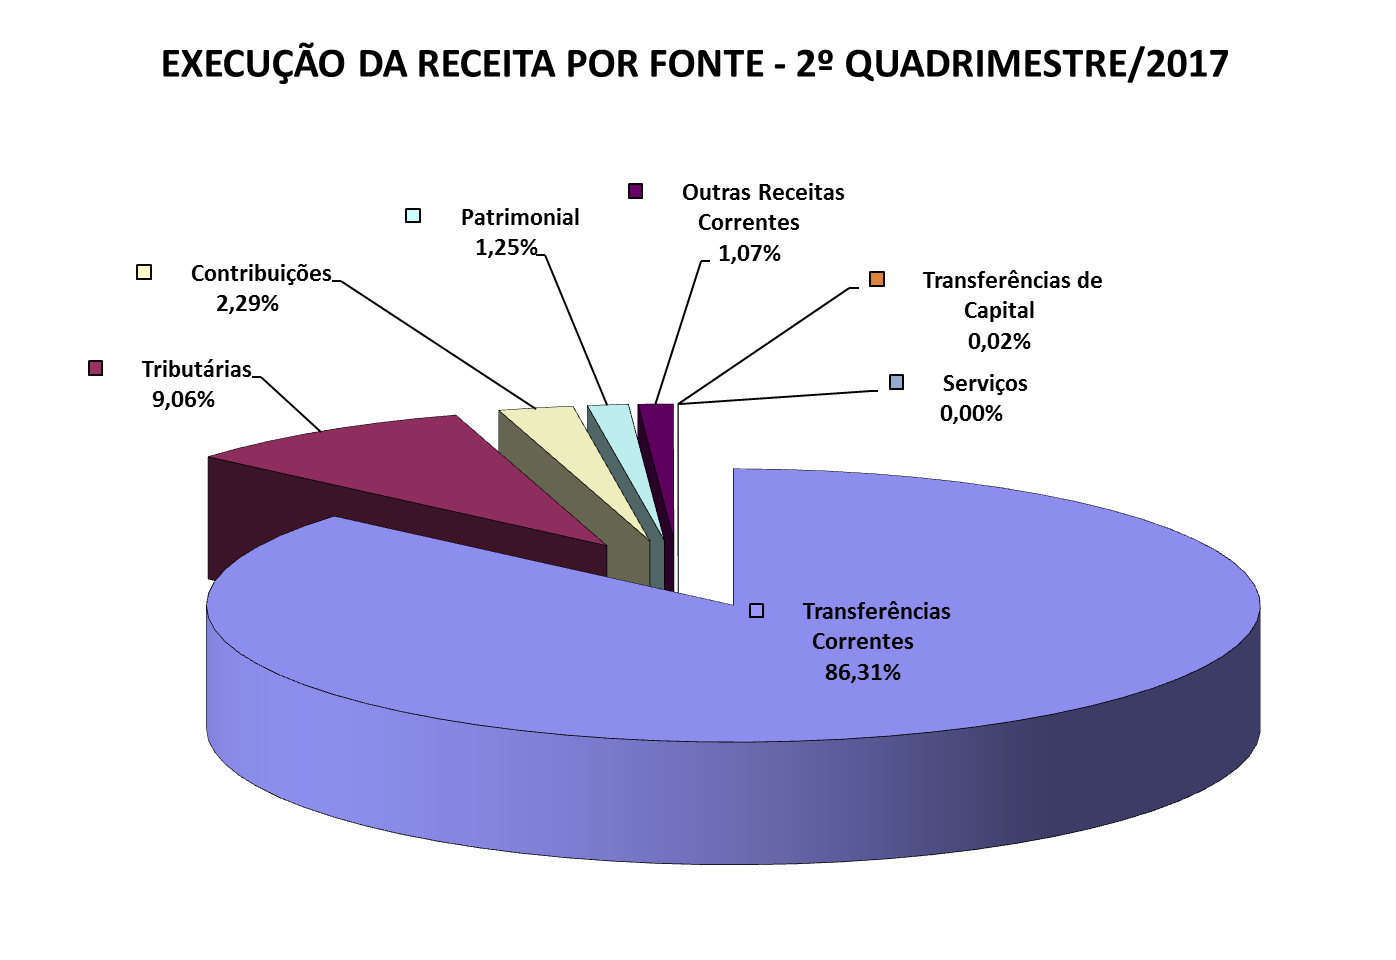 EXECUÇÃO DA RECEITA POR FONTE - 2º QUADRIMESTRE/2017
Outras Receitas
Correntes
1,07%
Patrimonial
1,25%
Contribuições
2,29%
Transferências de
Capital
0,02%
Tributárias
9,06%
Serviços
0,00%
Transferências
Correntes
86,31%